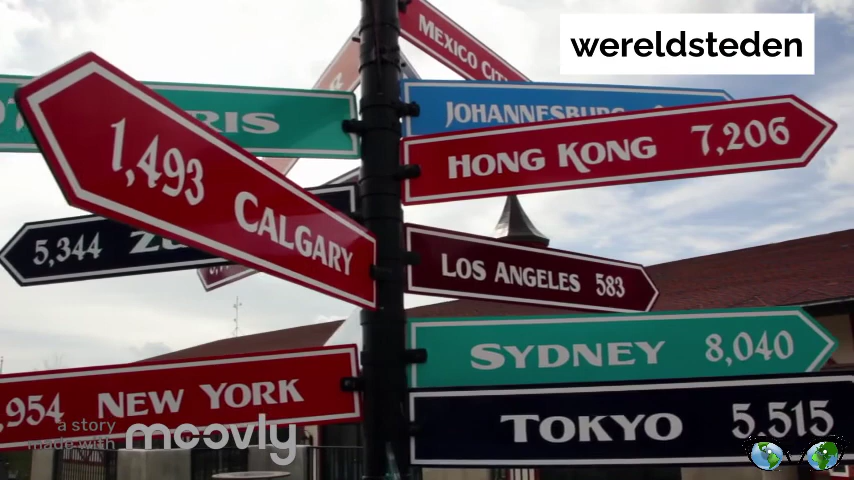 wereldsteden
MEXICO CITY
JOHANNESBURG
HONG KONG 7,206
1,493 CALGARY
5,344
LOS ANGELES 583
SYDNEY 8,040
NEW YORK
TOKYO 5,515
a story
made with moovly